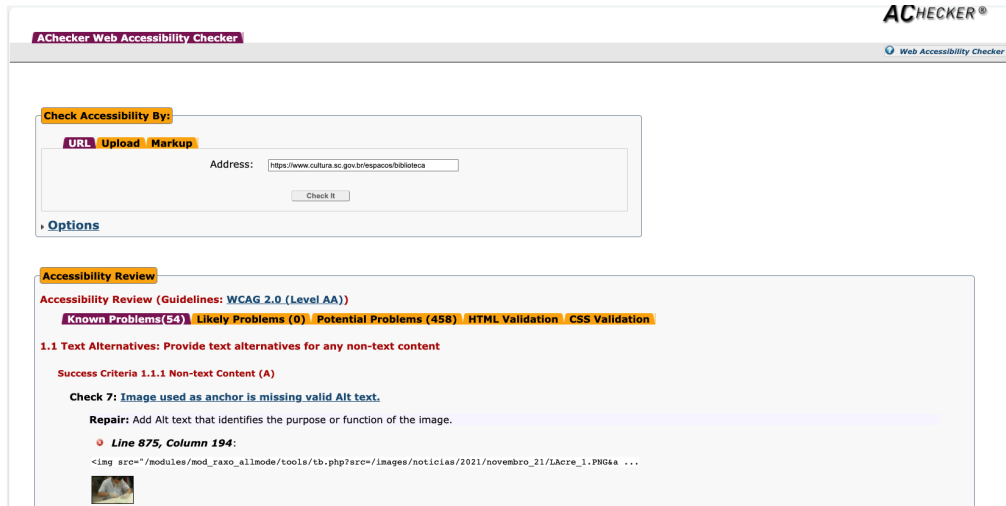 ACHECKER®
AChecker Web Accessibility Checker
Web Accessibility Checker
Check Accessibility By:
URL Upload Markup
Address: https://www.cultura.sc.gov.br/espacos/biblioteca
Check It
Options
Accessibility Review
Accessibility Review (Guidelines: WCAG 2.0 (Level AA))
Known Problems(54) Likely Problems (0) Potential Problems (458) HTML Validation CSS Validation
1.1 Text Alternatives: Provide text alternatives for any non-text content
Success Criteria 1.1.1 Non-text Content (A)
Check 7: Image used as anchor is missing valid Alt text.
Repair: Add Alt text that identifies the purpose or function of the image.
Line 875, Column 194:
<img src="/modules/mod_raxo_allmode/tools/tb.php?src=/images/noticias/2021/novembro_21/LAcre_1.PNG&a ...